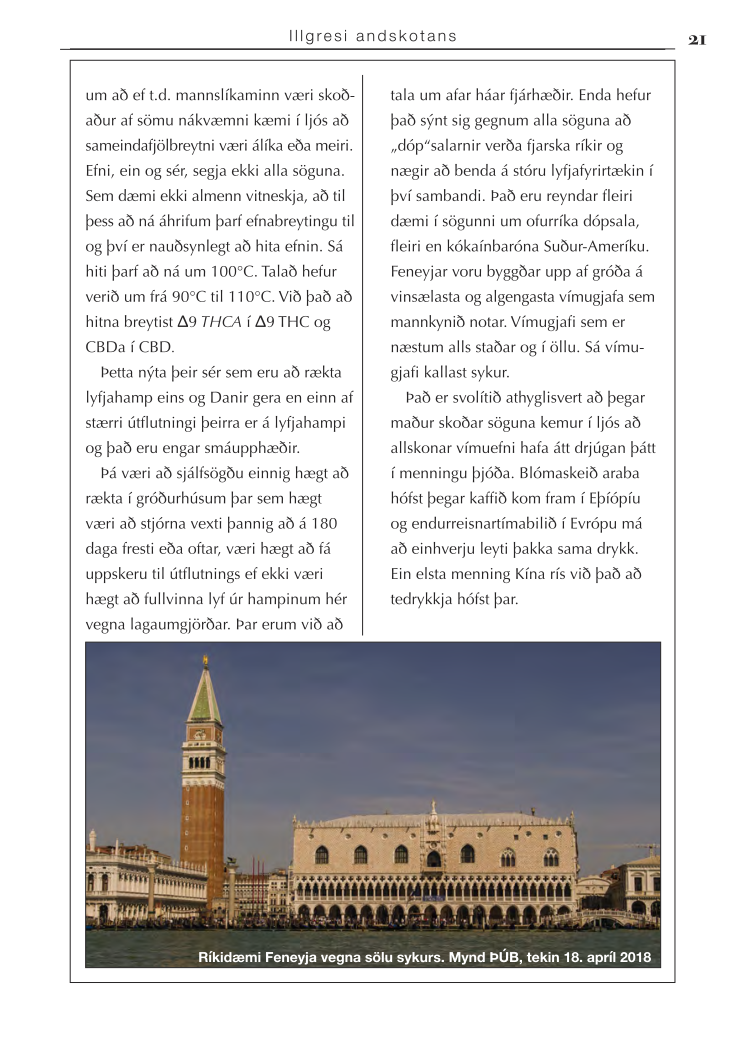 Illgresi andskotans
21
um að ef t.d. mannslíkaminn væri skoð-
aður af sömu nákvæmni kæmi í ljós að
sameindafjölbreytni væri álíka eða meiri.
Efni, ein og sér, segja ekki alla söguna.
Sem dæmi ekki almenn vitneskja, að til
þess að ná áhrifum þarf efnabreytingu til
og því er nauðsynlegt að hita efnin. Sá
hiti þarf að ná um 100°C. Talað hefur
verið um frá 90°C til 110°C. Við það að
hitna breytist Δ9 THCA í Δ9 THC og
CBDa í CBD.
Þetta nýta þeir sér sem eru að rækta
lyfjahamp eins og Danir gera en einn af
stærri útflutningi þeirra er á lyfjahampi
og það eru engar smáupphæðir.
Þá væri að sjálfsögðu einnig hægt að
rækta í gróðurhúsum þar sem hægt
væri að stjórna vexti þannig að á 180
daga fresti eða oftar, væri hægt að fá
uppskeru til útflutnings ef ekki væri
hægt að fullvinna lyf úr hampinum hér
vegna lagaumgjörðar. Þar erum við að
tala um afar háar fjárhæðir. Enda hefur
það sýnt sig gegnum alla söguna að
„dóp“salarnir verða fjarska ríkir og
nægir að benda á stóru lyfjafyrirtækin í
því sambandi. Það eru reyndar fleiri
dæmi í sögunni um ofurríka dópsala,
fleiri en kókaínbaróna Suður-Ameríku.
Feneyjar voru byggðar upp af gróða á
vinsælasta og algengasta vímugjafa sem
mannkynið notar. Vímugjafi sem er
næstum alls staðar og í öllu. Sá vímu-
gjafi kallast sykur.
Það er svolítið athyglisvert að þegar
maður skoðar söguna kemur í ljós að
allskonar vímuefni hafa átt drjúgan þátt
í menningu þjóða. Blómaskeið araba
hófst þegar kaffið kom fram í Eþíópíu
og endurreisnartímabilið í Evrópu má
að einhverju leyti þakka sama drykk.
Ein elsta menning Kína rís við það að
tedrykkja hófst þar.
Ríkidæmi Feneyja vegna sölu sykurs. Mynd ÞÚB, tekin 18. apríl 2018